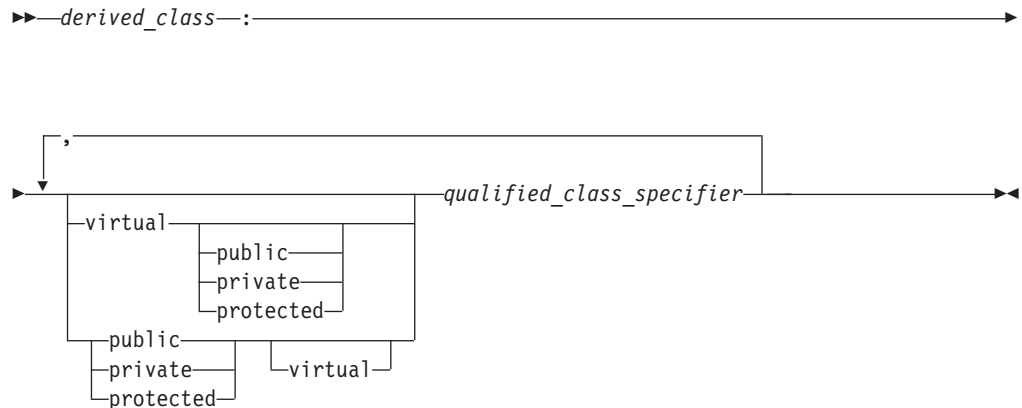 derived_class :
,
qualified_class_specifier
virtual
public
private
protected
public
private virtual
protected